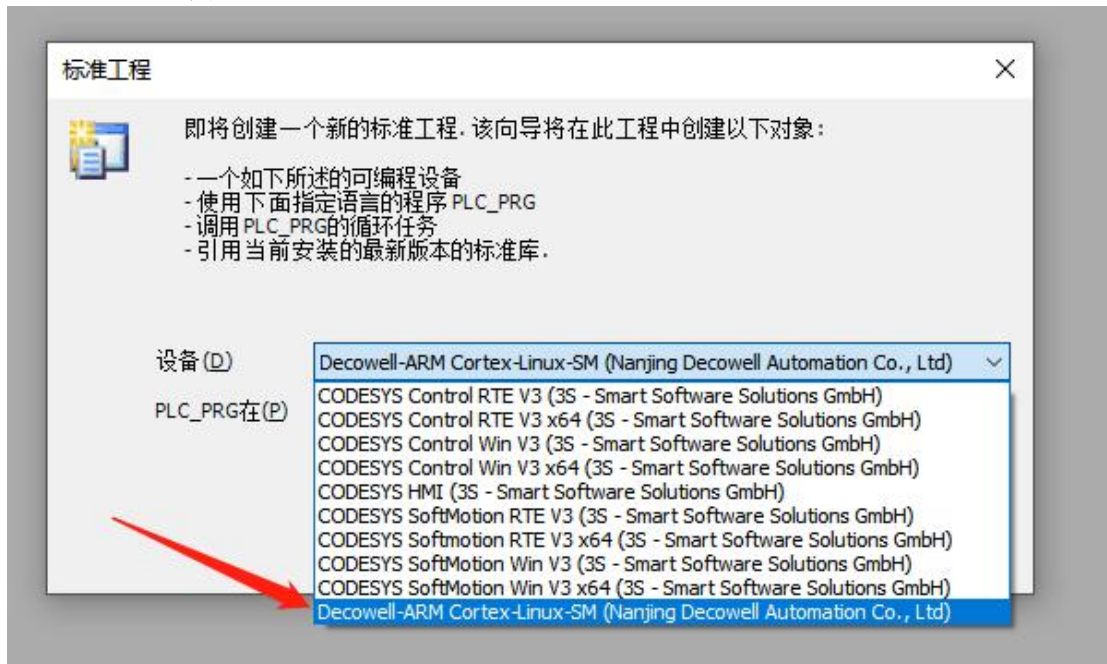 标准工程
即将创建一个新的标准工程.该向导将在此工程中创建以下对象:
-一个如下所述的可编程设备
-使用下面指定语言的程序 PLC_PRG
-调用 PLC_PRG的循环任务
-引用当前安装的最新版本的标准库.
设备(D)
Decowell-ARM Cortex-Linux-SM (Nanjing Decowell Automation Co., Ltd)
PLC_PRG在(P)
CODESYS Control RTE V3 (3S - Smart Software Solutions GmbH)
CODESYS Control RTE V3 x64 (3S - Smart Software Solutions GmbH)
CODESYS Control Win V3 (3S - Smart Software Solutions GmbH)
CODESYS Control Win V3 x64 (3S - Smart Software Solutions GmbH)
CODESYS HMI (3S - Smart Software Solutions GmbH)
CODESYS SoftMotion RTE V3 (3S - Smart Software Solutions GmbH)
CODESYS Softmotion RTE V3 x64 (3S - Smart Software Solutions GmbH)
CODESYS SoftMotion Win V3 (3S - Smart Software Solutions GmbH)
CODESYS SoftMotion Win V3 x64 (3S - Smart Software Solutions GmbH)
Decowell-ARM Cortex-Linux-SM (Nanjing Decowell Automation Co., Ltd)